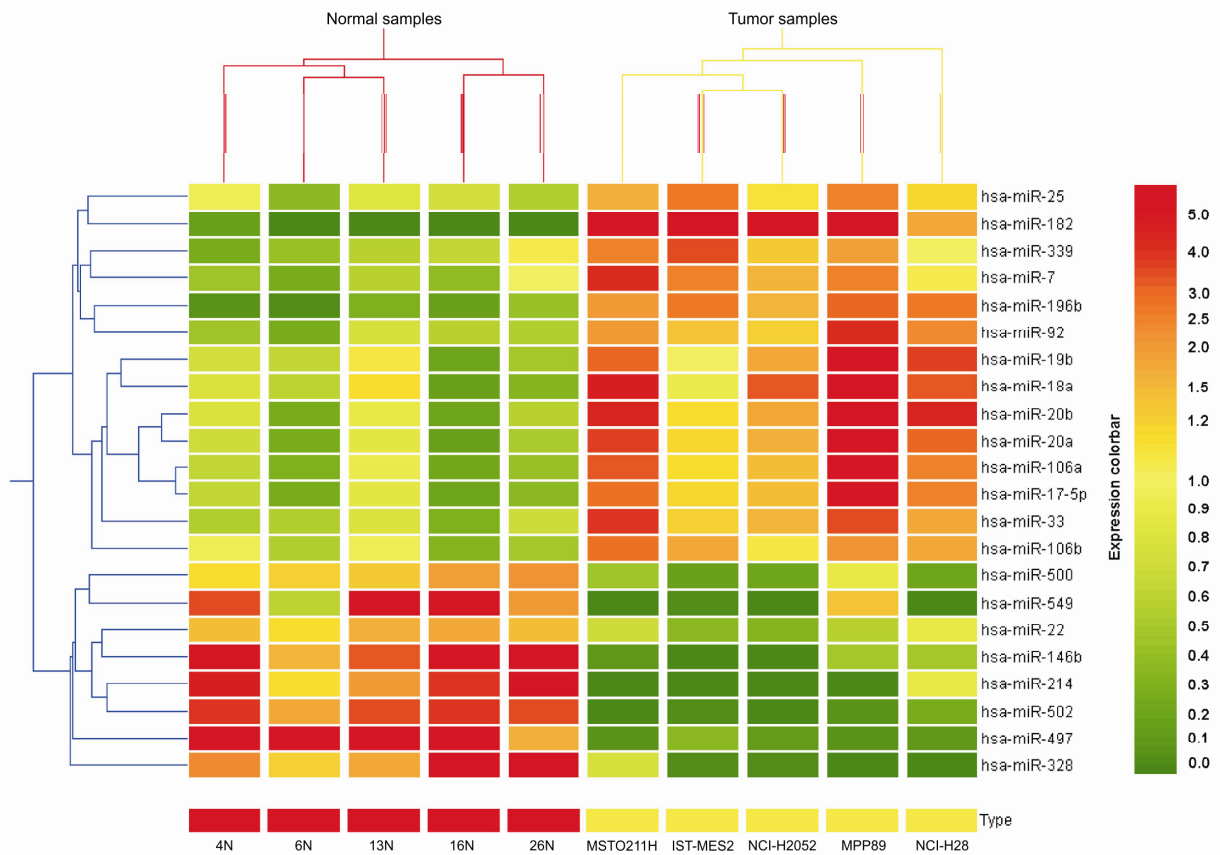 Normal samples Tumor samples
hsa-miR-25
hsa-miR-182
hsa-miR-339
hsa-miR-7
hsa-miR-196b
hsa-miR-92
hsa-miR-19b
hsa-miR-18a
hsa-miR-20b
hsa-miR-20a
hsa-miR-106a
hsa-miR-17-5p
hsa-miR-33
hsa-miR-106b
hsa-miR-500
hsa-miR-549
hsa-miR-22
hsa-miR-146b
hsa-miR-214
hsa-miR-502
hsa-miR-497
hsa-miR-328
Expression colorbar
5.0
4.0
3.0
2.5
2.0
1.5
1.2
1.0
0.9
0.8
0.7
0.6
0.5
0.4
0.3
0.2
0.1
0.0
Type
4N 6N 13N 16N 26N MSTO211H IST-MES2 NCI-H2052 MPP89 NCI-H28